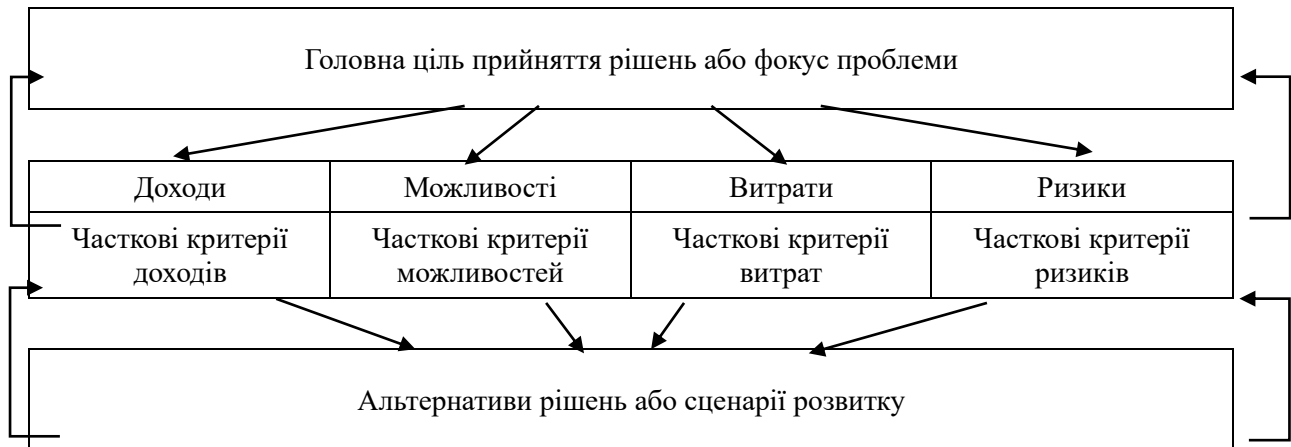 Головна ціль прийняття рішень або фокус проблеми
Доходи
Можливості
Витрати
Ризики
Часткові критерії
доходів
Часткові критерії
можливостей
Часткові критерії
витрат
Часткові критерії
ризиків
Альтернативи рішень або сценарії розвитку